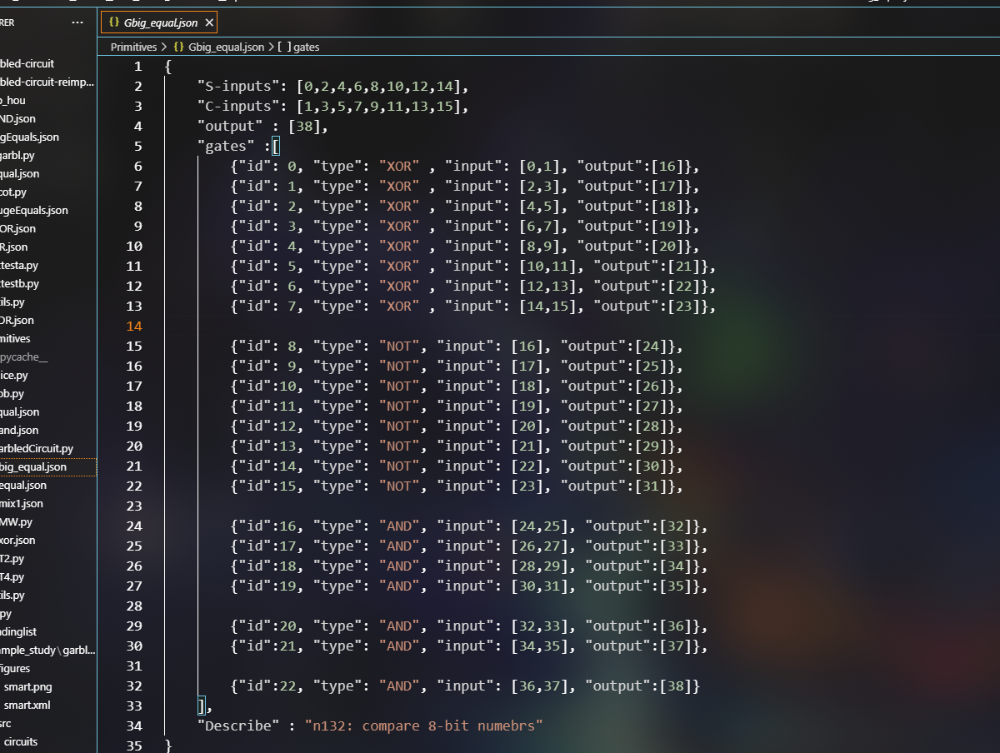 RER
...
{} Gbig_equal.json ×
Primitives > {} Gbig_equal.json > [ ] gates
bled-circuit
bled-circuit-reimp...
o_hou
ND.json
gEquals.json
garbl.py
qual.json
cot.py
ugeEquals.json
OR.json
R.json
ttesta.py
ttestb.py
tils.py
OR.json
mitives
pycache__
lice.py
ob.py
qual.json
and.json
arbledCircuit.py
big_equal.json
equal.json
mix1.json
MW.py
xor.json
T2.py
T4.py
tils.py
.py
adinglist
ample_study\garbl...
figures
smart.png
smart.xml
src
circuits
1 {
2 "S-inputs": [0,2,4,6,8,10,12,14],
3 "C-inputs": [1,3,5,7,9,11,13,15],
4 "output" : [38],
5 "gates" :[
6 {"id": 0, "type": "XOR" , "input": [0,1], "output":[16]},
7 {"id": 1, "type": "XOR" , "input": [2,3], "output":[17]},
8 {"id": 2, "type": "XOR" , "input": [4,5], "output":[18]},
9 {"id": 3, "type": "XOR" , "input": [6,7], "output":[19]},
10 {"id": 4, "type": "XOR" , "input": [8,9], "output":[20]},
11 {"id": 5, "type": "XOR" , "input": [10,11], "output":[21]},
12 {"id": 6, "type": "XOR" , "input": [12,13], "output":[22]},
13 {"id": 7, "type": "XOR" , "input": [14,15], "output":[23]},
14
15 {"id": 8, "type": "NOT", "input": [16], "output":[24]},
16 {"id": 9, "type": "NOT", "input": [17], "output":[25]},
17 {"id":10, "type": "NOT", "input": [18], "output":[26]},
18 {"id":11, "type": "NOT", "input": [19], "output":[27]},
19 {"id":12, "type": "NOT", "input": [20], "output":[28]},
20 {"id":13, "type": "NOT", "input": [21], "output":[29]},
21 {"id":14, "type": "NOT", "input": [22], "output":[30]},
22 {"id":15, "type": "NOT", "input": [23], "output":[31]},
23
24 {"id":16, "type": "AND", "input": [24,25], "output":[32]},
25 {"id":17, "type": "AND", "input": [26,27], "output":[33]},
26 {"id":18, "type": "AND", "input": [28,29], "output":[34]},
27 {"id":19, "type": "AND", "input": [30,31], "output":[35]},
28
29 {"id":20, "type": "AND", "input": [32,33], "output":[36]},
30 {"id":21, "type": "AND", "input": [34,35], "output":[37]},
31
32 {"id":22, "type": "AND", "input": [36,37], "output":[38]}
33 ],
34 "Describe" : "n132: compare 8-bit numebrs"
35 }